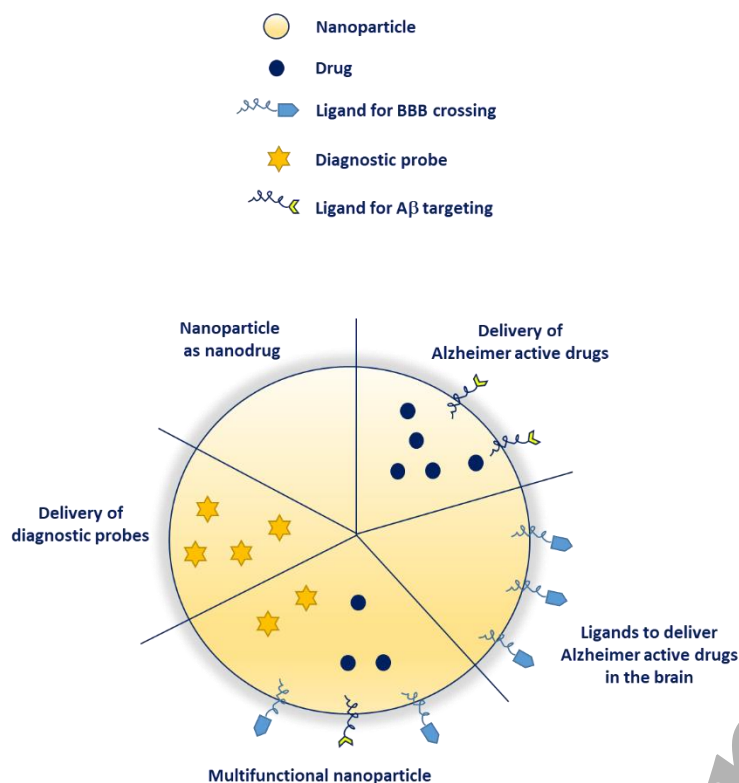 Nanoparticle
Drug
Ligand for BBB crossing
Diagnostic probe
Ligand for Aβ targeting
Nanoparticle
as nanodrug
Delivery of
Alzheimer active drugs
Delivery of
diagnostic probes
Ligands to deliver
Alzheimer active drugs
in the brain
Multifunctional nanoparticle